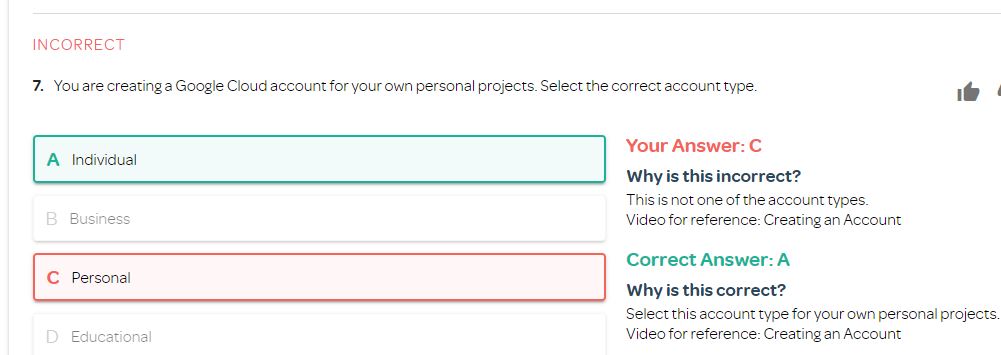 INCORRECT
7. You are creating a Google Cloud account for your own personal projects. Select the correct account type.
A Individual
B Business
C Personal
D Educational
Your Answer: C
Why is this incorrect?
This is not one of the account types.
Video for reference: Creating an Account
Correct Answer: A
Why is this correct?
Select this account type for your own personal projects.
Video for reference: Creating an Account